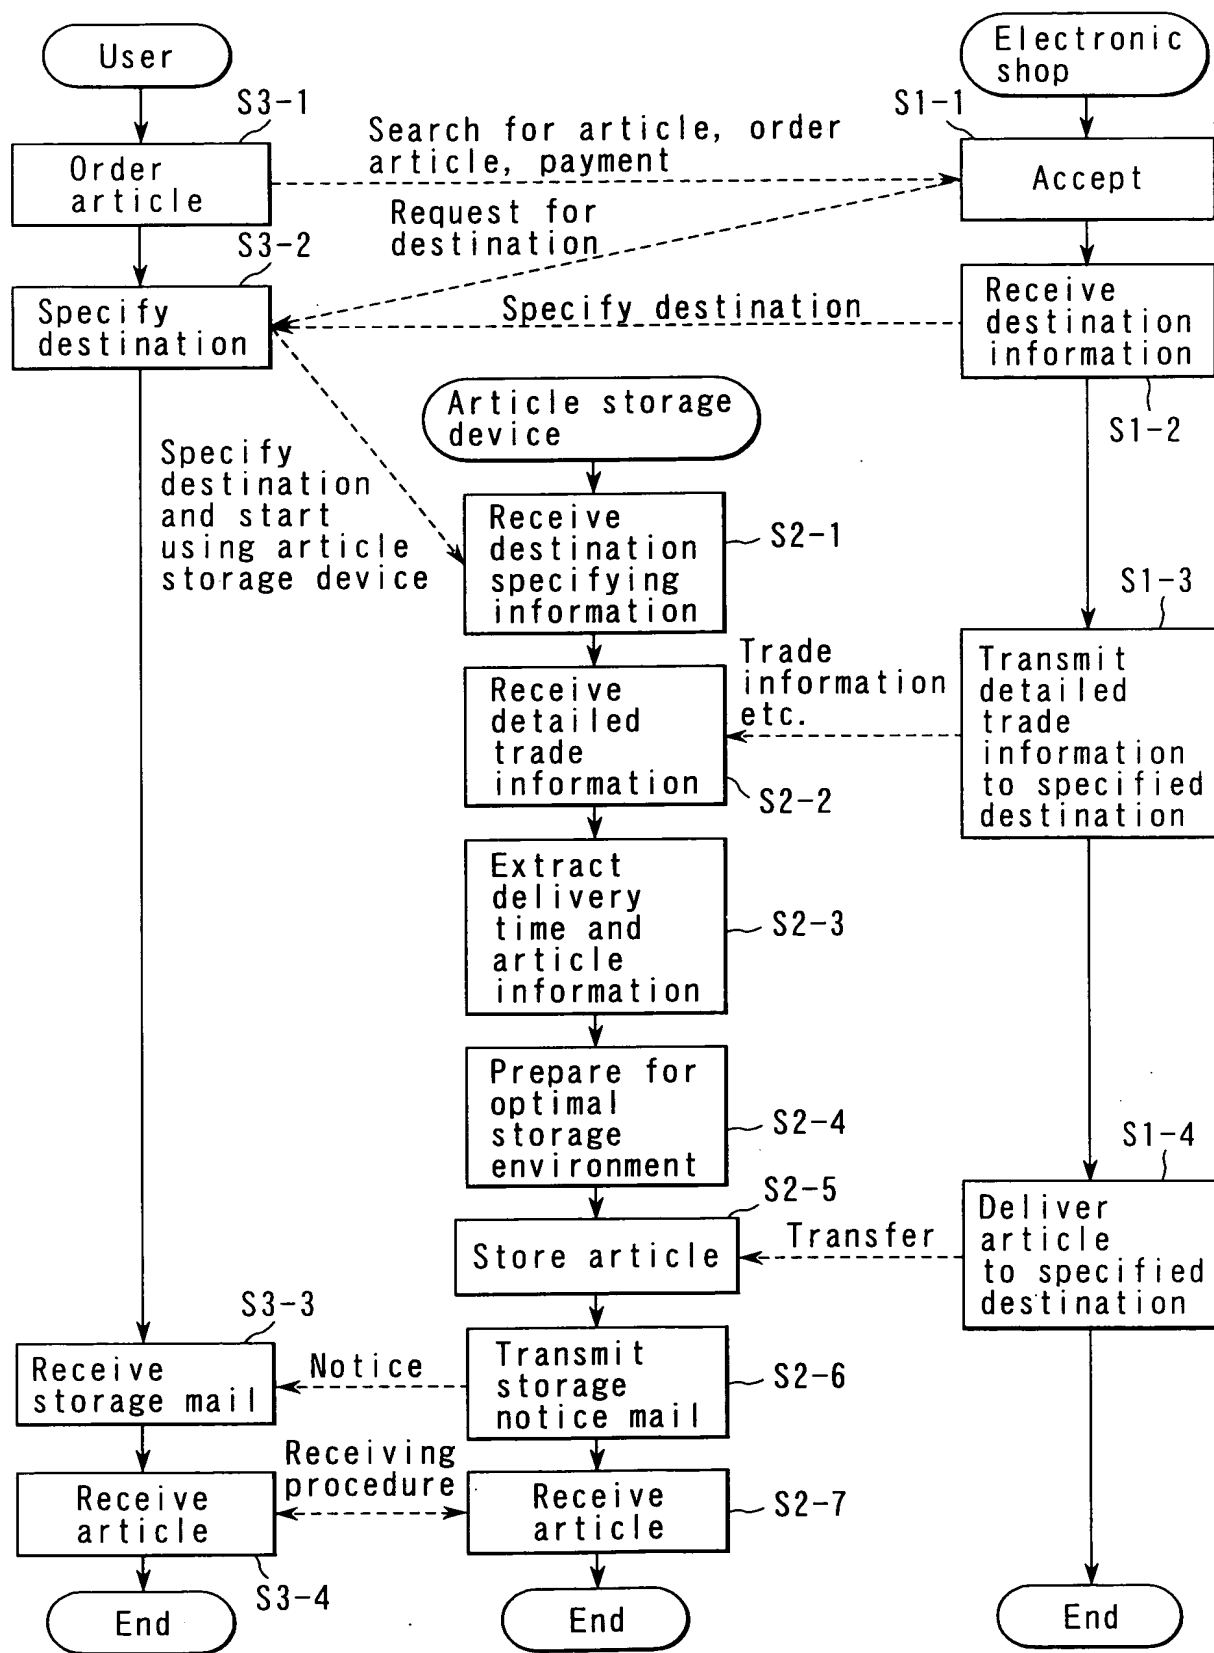 User
Electronic
shop
S3-1
S1-1
Search for article, order
article, payment
Order
article
Accept
Request for
destination
S3-2
Specify
destination
Specify destination
Receive
destination
information
S1-2
Article storage
device
Specify
destination
and start
using article
storage device
Receive
destination
specifying
information
S2-1
S1-3
Trade
information
etc.
Receive
detailed
trade
information
S2-2
Transmit
detailed
trade
information
to specified
destination
Extract
delivery
time and
article
information
S2-3
Prepare for
optimal
storage
environment
S2-4
S1-4
S2-5
Store article
Transfer
Deliver
article
to specified
destination
S3-3
Receive
storage mail
Notice
Transmit
storage
notice mail
S2-6
Receiving
procedure
Receive
article
Receive
article
S2-7
S3-4
End
End
End